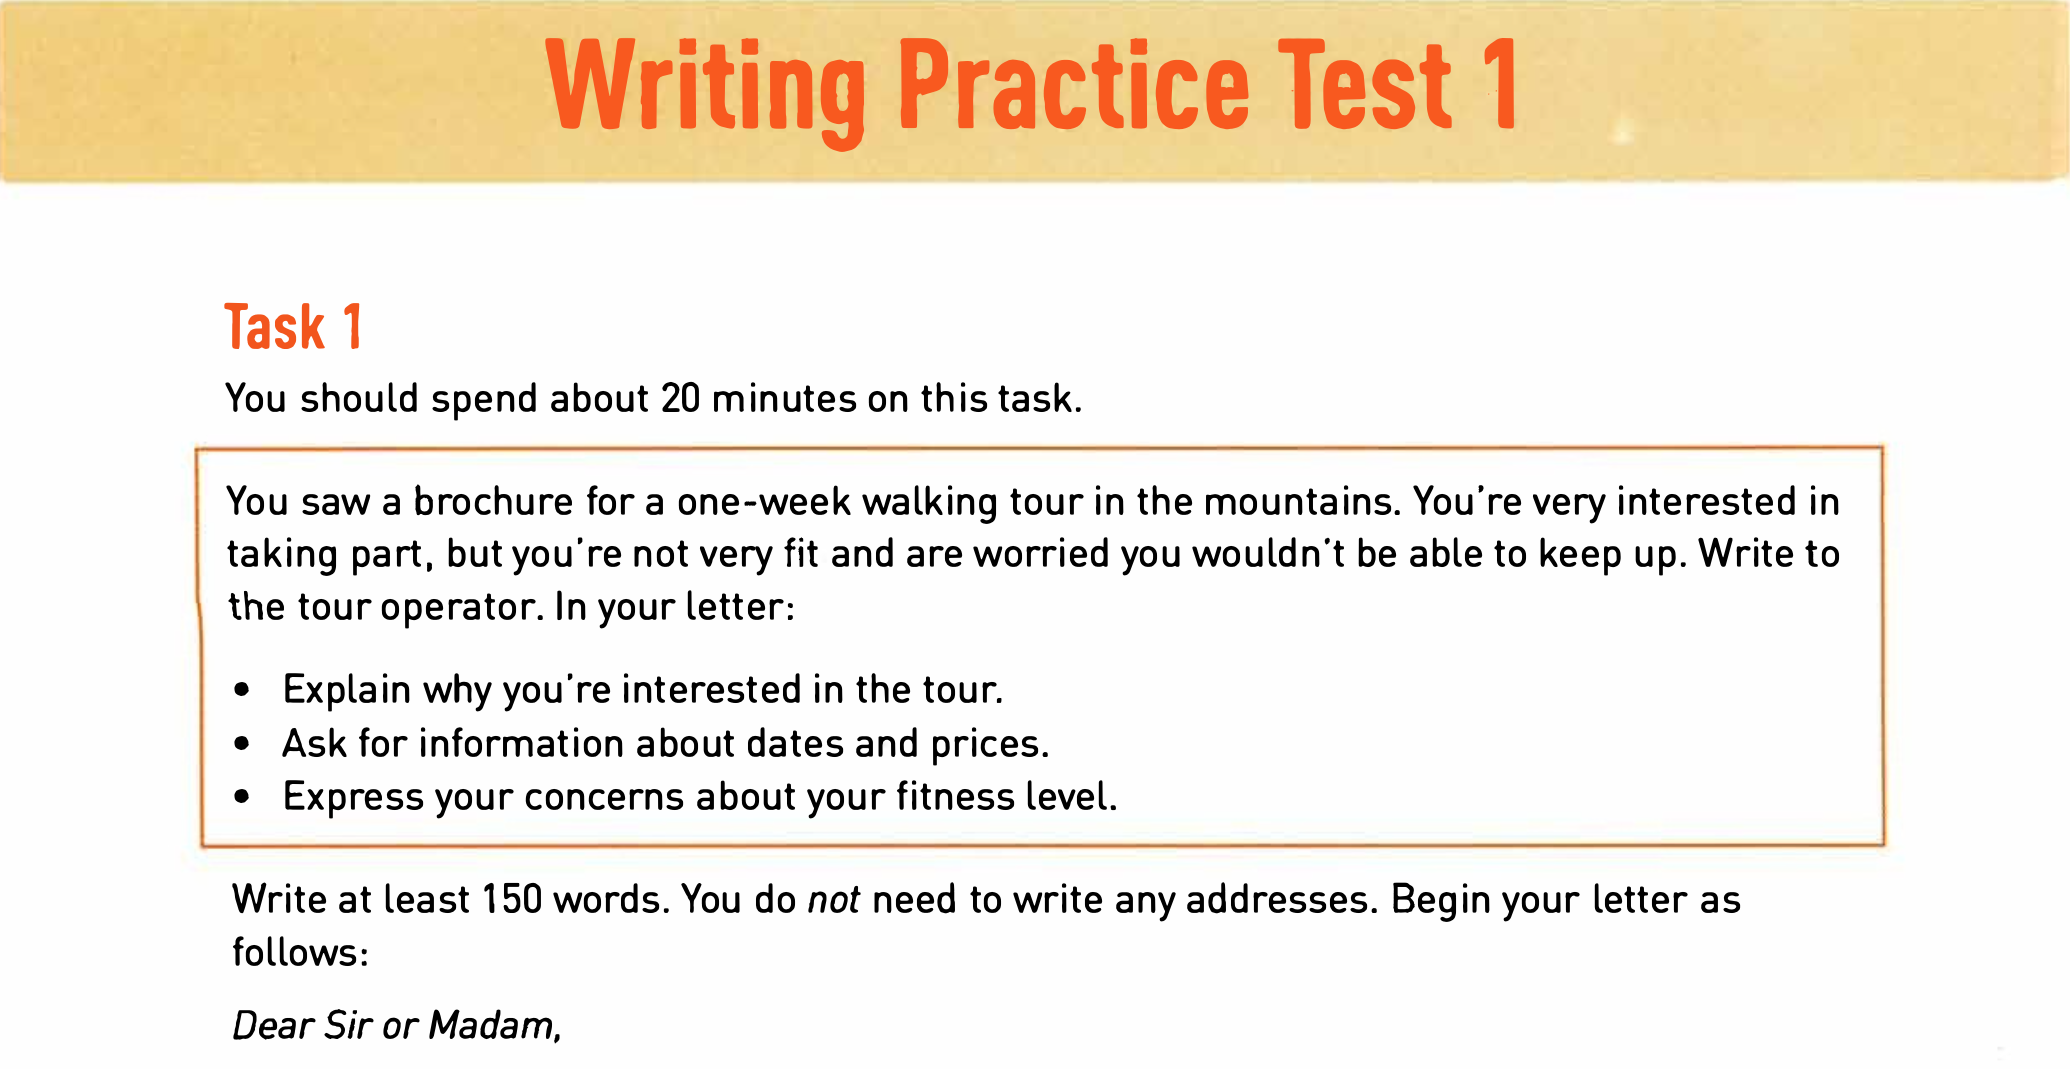 Writing Practice Test 1
Task 1
You should spend about 20 minutes on this task.
You saw a brochure for a one-week walking tour in the mountains. You're very interested in
taking part, but you're not very fit and are worried you wouldn't be able to keep up. Write to
the tour operator. In your letter:
• Explain why you're interested in the tour.
• Ask for information about dates and prices.
• Express your concerns about your fitness level.
Write at least 150 words. You do not need to write any addresses. Begin your letter as
follows:
Dear Sir or Madam,